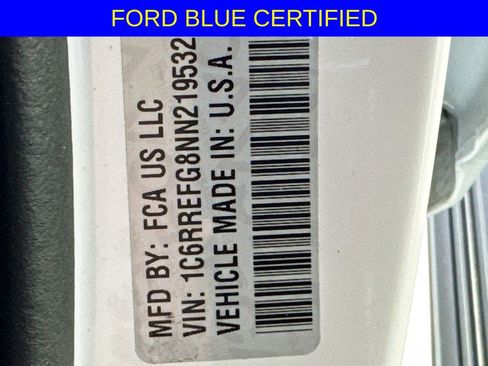 FORD BLUE CERTIFIED
MFD BY: FCA US LLC
VIN: 1C6RREFG8NN219532
VEHICLE MADE IN: U.S.A.